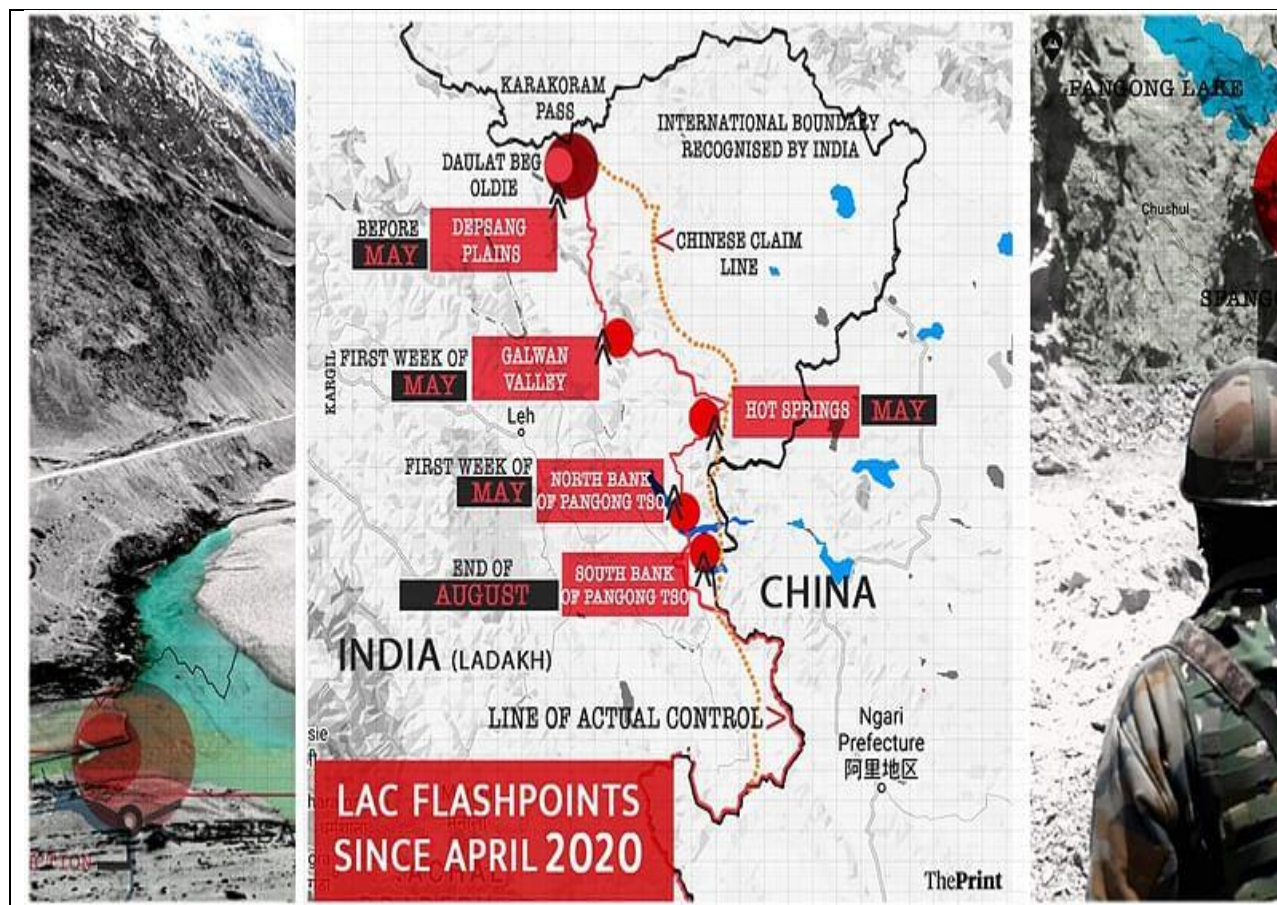 KARAKORAM
PASS
INTERNATIONAL BOUNDARY
RECOGNISED BY INDIA
DAULAT BEG
OLDIE
BEFORE
MAY
DEPSANG
PLAINS
CHINESE CLAIM
LINE
FIRST WEEK OF
MAY
GALWAN
VALLEY
KARGIL
Leh
HOT SPRINGS
MAY
FIRST WEEK OF
MAY
NORTH BANK
OF PANGONG TSO
END OF
AUGUST
SOUTH BANK
OF PANGONG TSO
CHINA
INDIA (LADAKH)
LINE OF ACTUAL CONTROL
Ngari
Prefecture
阿里地区
LAC FLASHPOINTS
SINCE APRIL 2020
ThePrint
PANGONG LAKE
Chushul